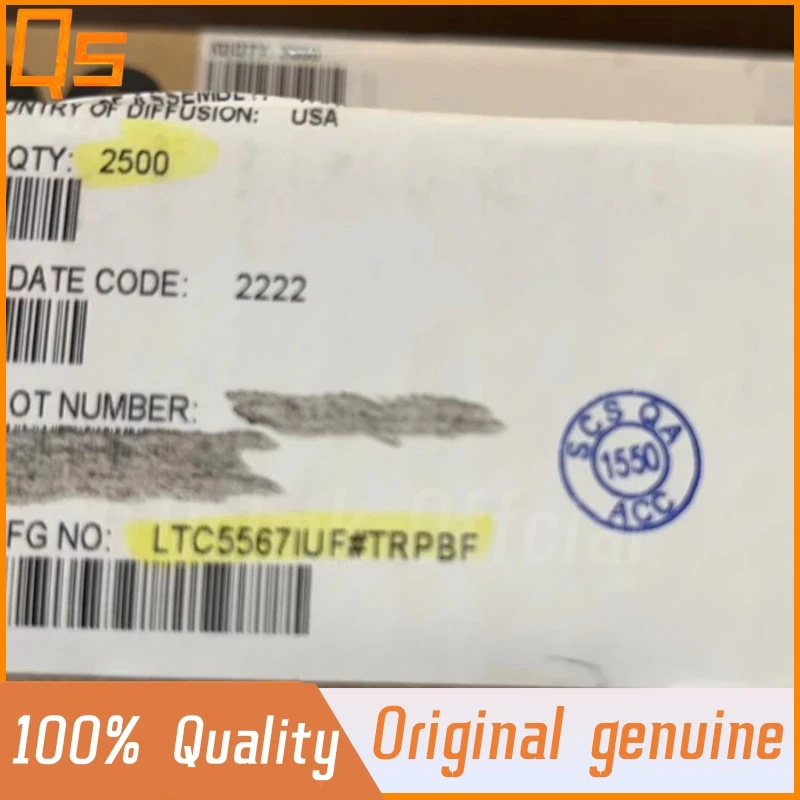 QS
UNTRY OF DIFFUSION: USA
QTY: 2500
DATE CODE: 2222
OT NUMBER:
SCS QA
1550
ACC
FG NO: LTC5567IUF#TRPBF
100% Quality
Original genuine